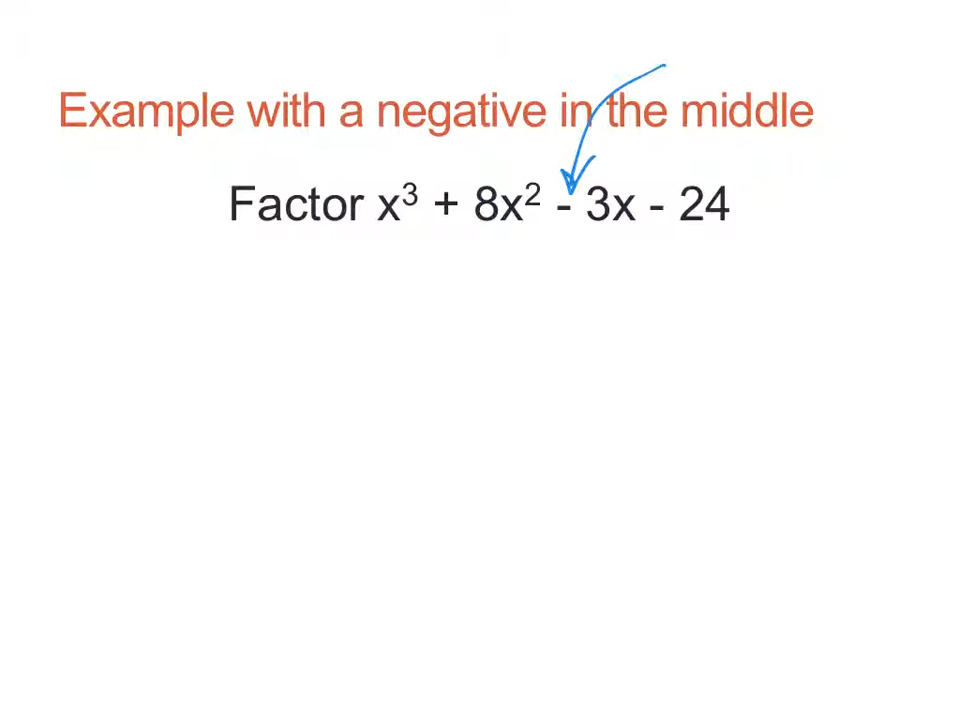 Example with a negative in the middle
Factor x³ + 8x² - 3x - 24